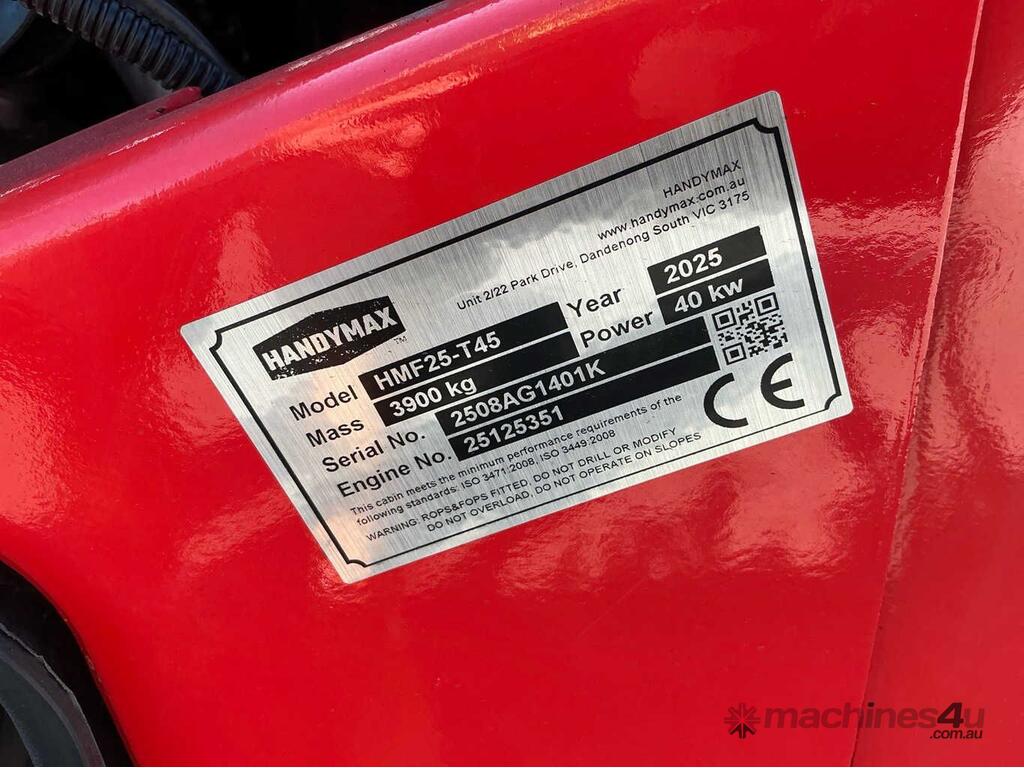 HANDYMAX
www.handymax.com.au
Unit 2/22 Park Drive, Dandenong South VIC 3175
HANDYMAX™
Model HMF25-T45 Year 2025
Mass 3900 kg Power 40 kw
Serial No. 2508AG1401K
Engine No. 25125351
CE
This cabin meets the minimum performance requirements of the
following standards: ISO 3471:2008, ISO 3449:2008
WARNING: ROPS&FOPS FITTED, DO NOT DRILL OR MODIFY
DO NOT OVERLOAD, DO NOT OPERATE ON SLOPES
machines4u
.com.au